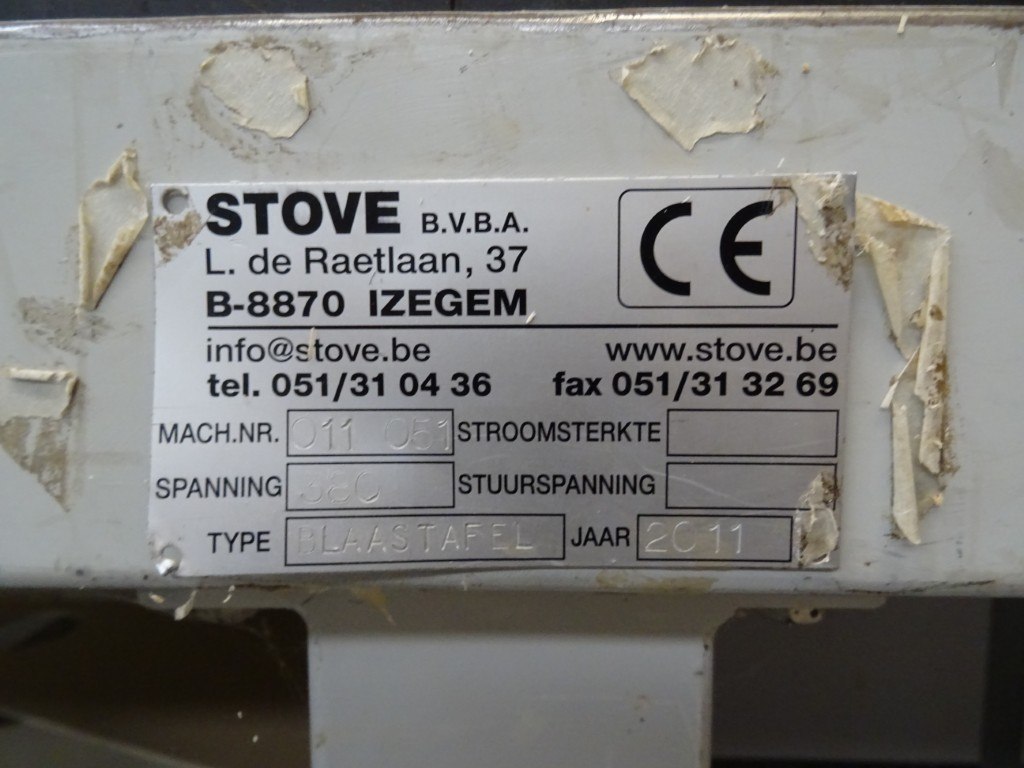 STOVE B.V.B.A.
L. de Raetlaan, 37
B-8870 IZEGEM
CE
info@stove.be www.stove.be
tel. 051/31 04 36 fax 051/31 32 69
MACH.NR. 011 051 STROOMSTERKTE
SPANNING 380 STUURSPANNING
TYPE BLAASTAFEL JAAR 2011